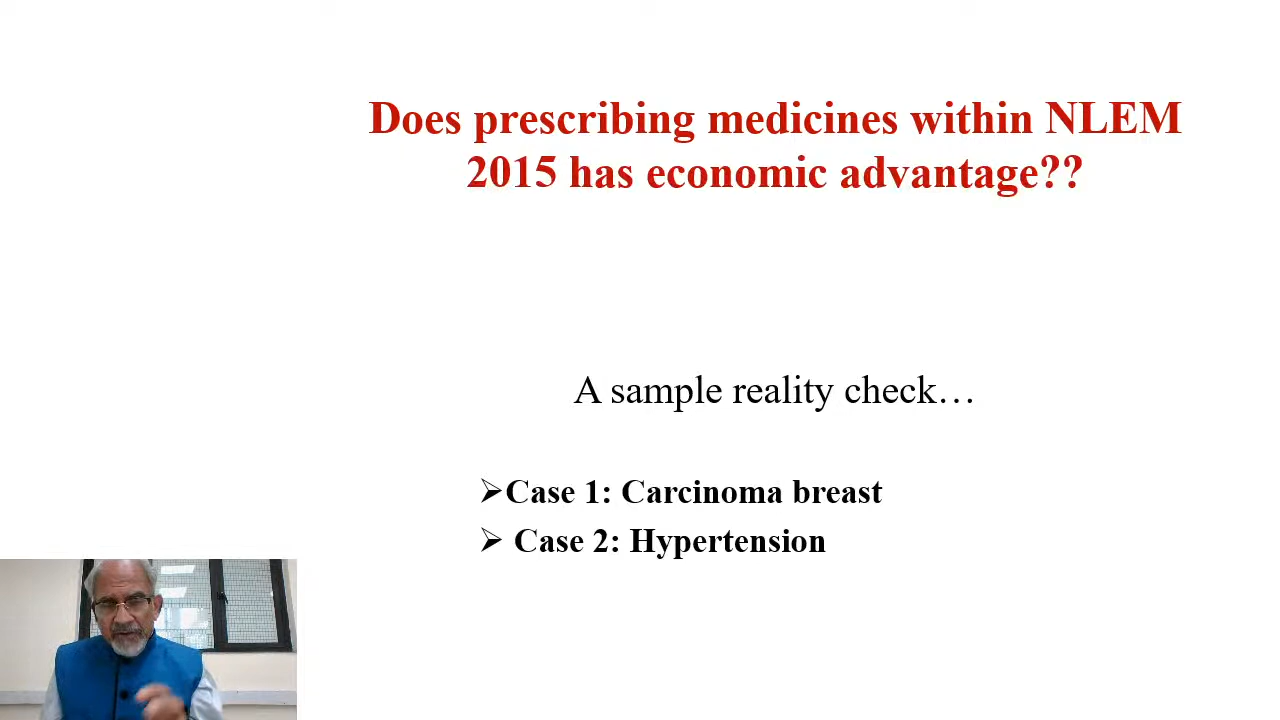 Does prescribing medicines within NLEM
2015 has economic advantage??
A sample reality check…
➢Case 1: Carcinoma breast
➢ Case 2: Hypertension